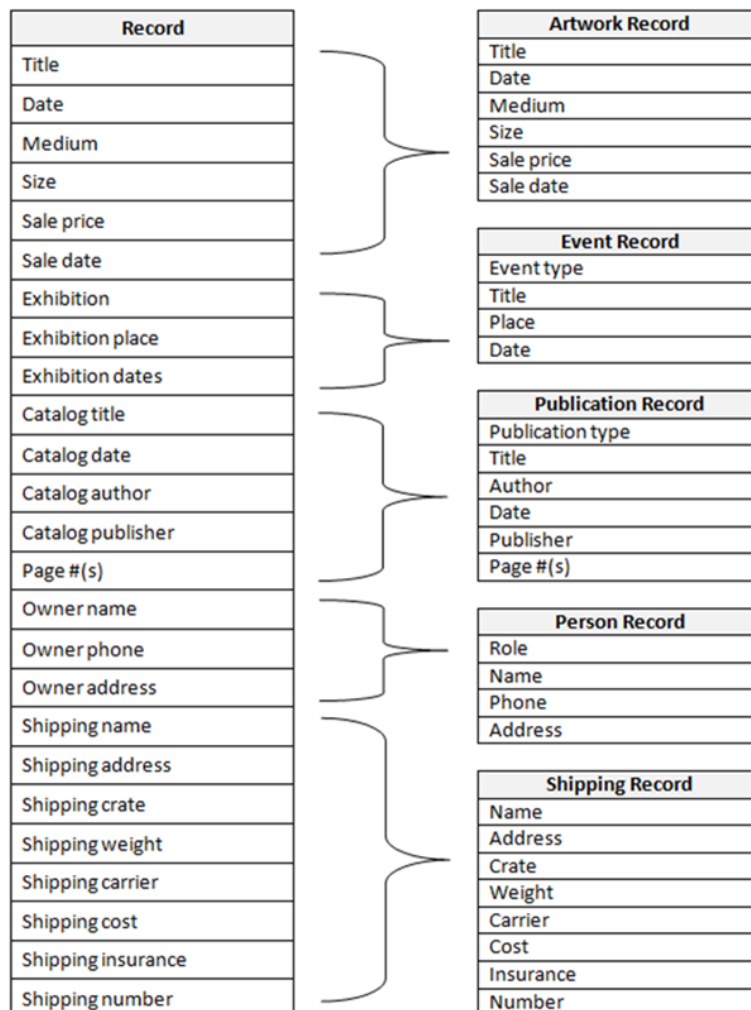 Record
Title
Date
Medium
Size
Sale price
Sale date
Exhibition
Exhibition place
Exhibition dates
Catalog title
Catalog date
Catalog author
Catalog publisher
Page #(s)
Owner name
Owner phone
Owner address
Shipping name
Shipping address
Shipping crate
Shipping weight
Shipping carrier
Shipping cost
Shipping insurance
Shipping number
Artwork Record
Title
Date
Medium
Size
Sale price
Sale date
Event Record
Event type
Title
Place
Date
Publication Record
Publication type
Title
Author
Date
Publisher
Page #(s)
Person Record
Role
Name
Phone
Address
Shipping Record
Name
Address
Crate
Weight
Carrier
Cost
Insurance
Number